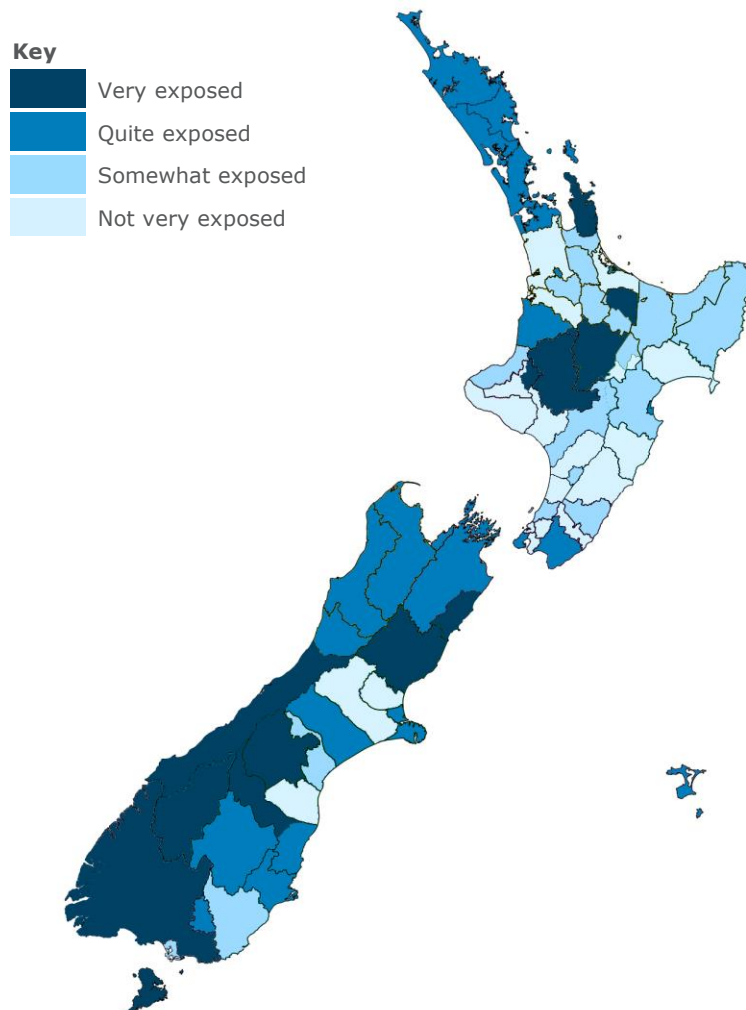 Key
Very exposed
Quite exposed
Somewhat exposed
Not very exposed